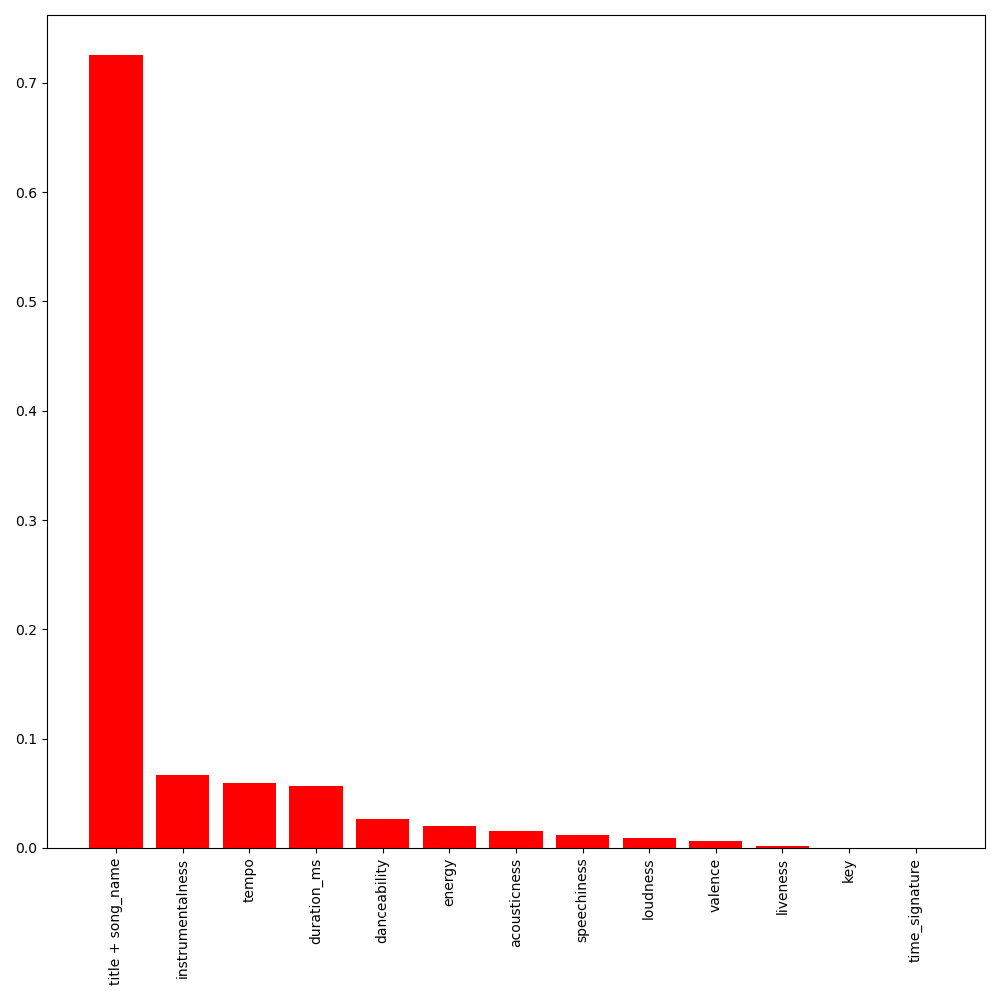 0.7
0.6
0.5
0.4
0.3
0.2
0.1
0.0
title + song_name
instrumentalness
tempo
duration_ms
danceability
energy
acousticness
speechiness
loudness
valence
liveness
key
time_signature